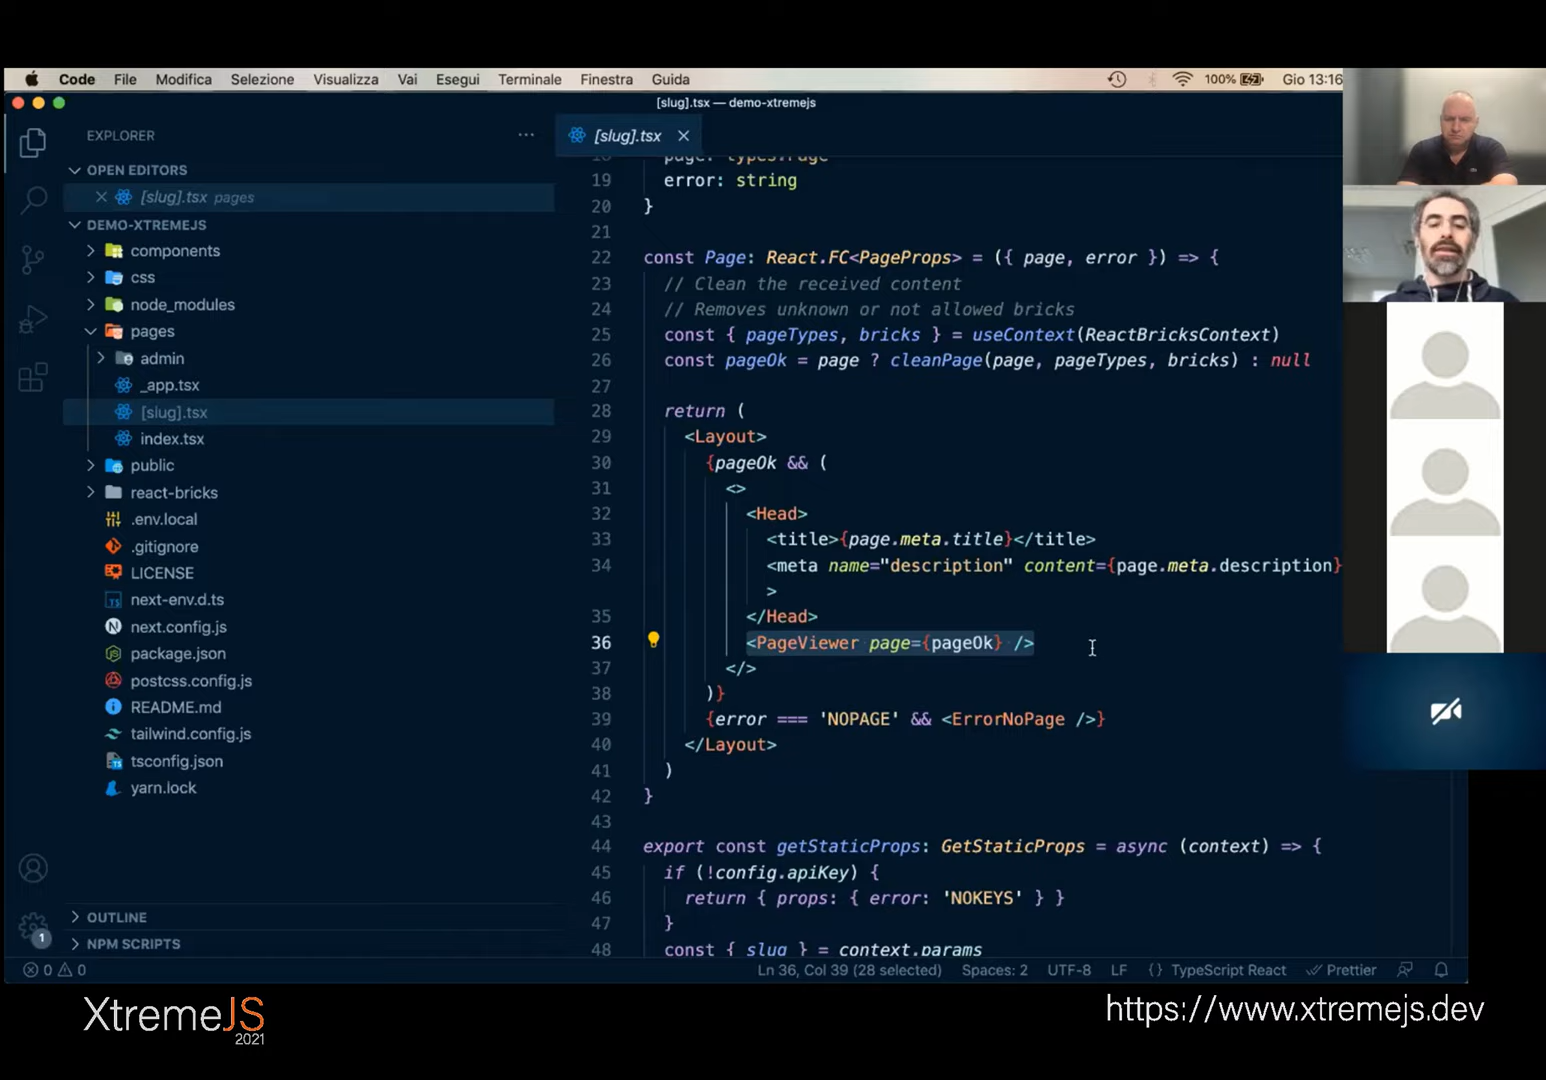 Code File Modifica Selezione Visualizza Vai Esegui Terminale Finestra Guida 100% Gio 13:16
[slug].tsx — demo-xtremejs
EXPLORER
OPEN EDITORS
[slug].tsx pages
DEMO-XTREMEJS
components
css
node_modules
pages
admin
_app.tsx
[slug].tsx
index.tsx
public
react-bricks
.env.local
.gitignore
LICENSE
next-env.d.ts
next.config.js
package.json
postcss.config.js
README.md
tailwind.config.js
tsconfig.json
yarn.lock
OUTLINE
NPM SCRIPTS
1
[slug].tsx
18 page: types.Page
19 error: string
20 }
21
22 const Page: React.FC<PageProps> = ({ page, error }) => {
23 // Clean the received content
24 // Removes unknown or not allowed bricks
25 const { pageTypes, bricks } = useContext(ReactBricksContext)
26 const pageOk = page ? cleanPage(page, pageTypes, bricks) : null
27
28 return (
29 <Layout>
30 {pageOk && (
31 <>
32 <Head>
33 <title>{page.meta.title}</title>
34 <meta name="description" content={page.meta.description}
>
35 </Head>
36 <PageViewer page={pageOk} />
37 </>
38 )}
39 {error === 'NOPAGE' && <ErrorNoPage />}
40 </Layout>
41 )
42 }
43
44 export const getStaticProps: GetStaticProps = async (context) => {
45 if (!config.apiKey) {
46 return { props: { error: 'NOKEYS' } }
47 }
48 const { slug } = context.params
0 0 Ln 36, Col 39 (28 selected) Spaces: 2 UTF-8 LF {} TypeScript React Prettier
XtremeJS
2021
https://www.xtremejs.dev